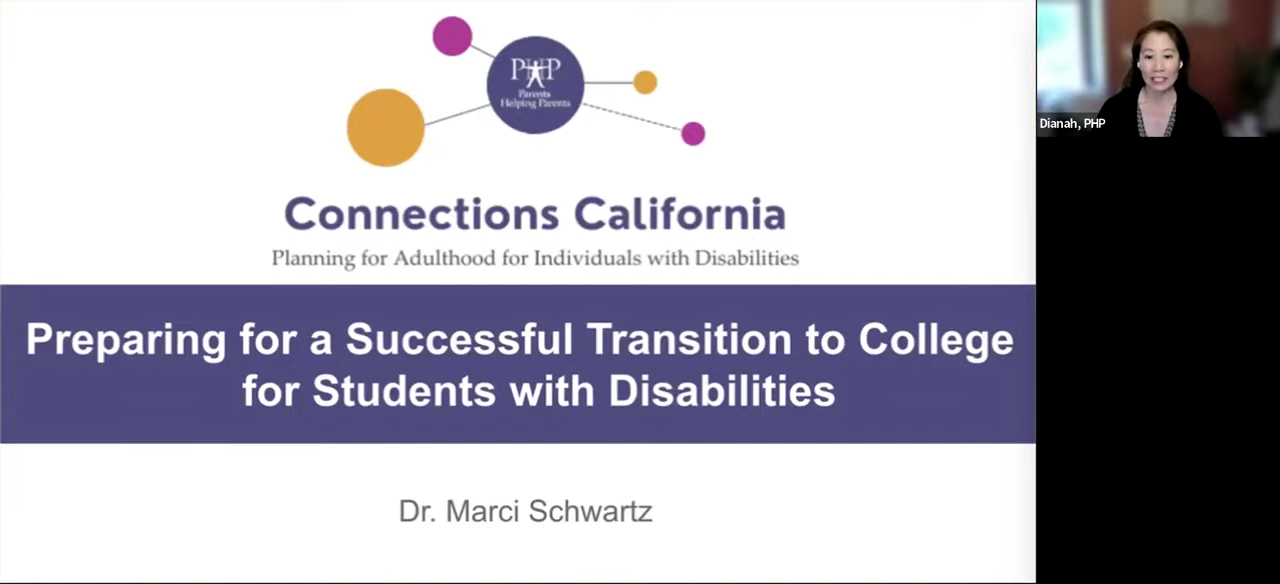 PHP
Parents
Helping Parents
Dianah, PHP
Connections California
Planning for Adulthood for Individuals with Disabilities
Preparing for a Successful Transition to College
for Students with Disabilities
Dr. Marci Schwartz